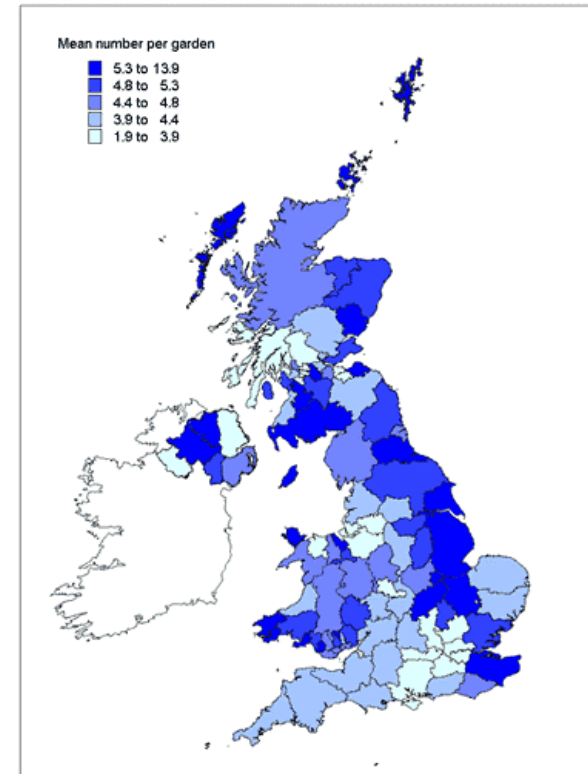 Mean number per garden
5.3 to 13.9
4.8 to 5.3
4.4 to 4.8
3.9 to 4.4
1.9 to 3.9